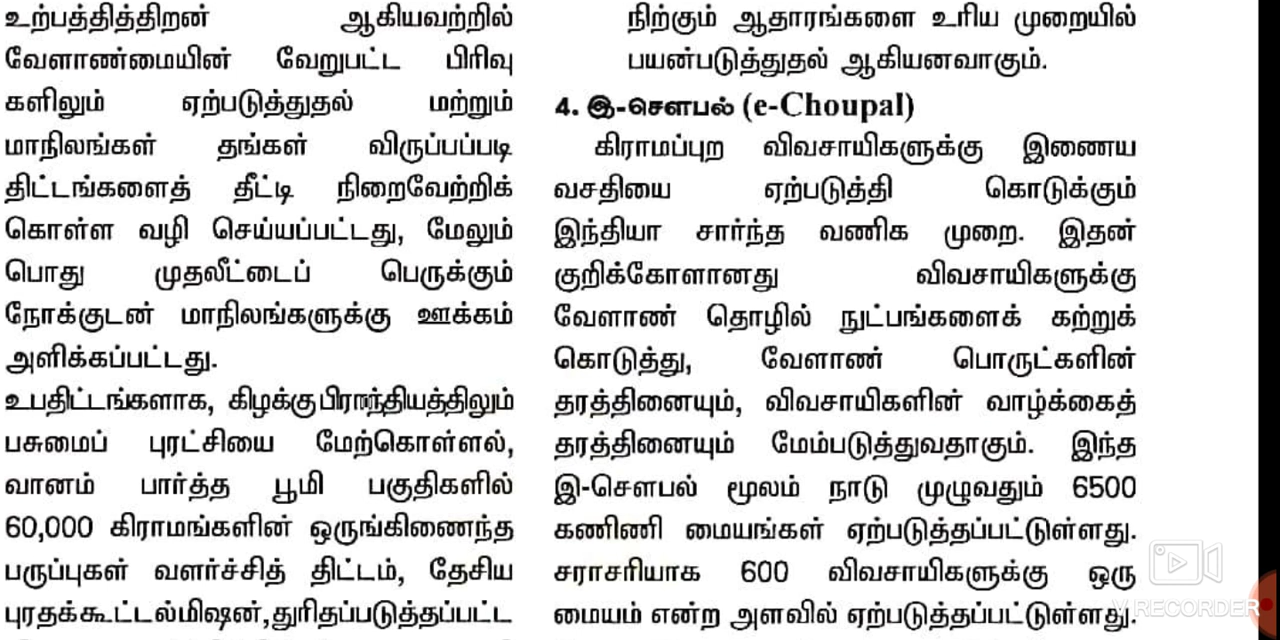 உற்பத்தித்திறன் ஆகியவற்றில்
வேளாண்மையின் வேறுபட்ட பிரிவு
களிலும் ஏற்படுத்துதல் மற்றும்
மாநிலங்கள் தங்கள் விருப்பப்படி
திட்டங்களைத் தீட்டி நிறைவேற்றிக்
கொள்ள வழி செய்யப்பட்டது, மேலும்
பொது முதலீட்டைப் பெருக்கும்
நோக்குடன் மாநிலங்களுக்கு ஊக்கம்
அளிக்கப்பட்டது.
உபதிட்டங்களாக, கிழக்கு பிராந்தியத்திலும்
பசுமைப் புரட்சியை மேற்கொள்ளல்,
வானம் பார்த்த பூமி பகுதிகளில்
60,000 கிராமங்களின் ஒருங்கிணைந்த
பருப்புகள் வளர்ச்சித் திட்டம், தேசிய
புரதக்கூட்டல்மிஷன், துரிதப்படுத்தப்பட்ட
நிற்கும் ஆதாரங்களை உரிய முறையில்
பயன்படுத்துதல் ஆகியனவாகும்.
4. இ-சௌபல் (e-Choupal)
கிராமப்புற விவசாயிகளுக்கு இணைய
வசதியை ஏற்படுத்தி கொடுக்கும்
இந்தியா சார்ந்த வணிக முறை. இதன்
குறிக்கோளானது விவசாயிகளுக்கு
வேளாண் தொழில் நுட்பங்களைக் கற்றுக்
கொடுத்து, வேளாண் பொருட்களின்
தரத்தினையும், விவசாயிகளின் வாழ்க்கைத்
தரத்தினையும் மேம்படுத்துவதாகும். இந்த
இ-சௌபல் மூலம் நாடு முழுவதும் 6500
கணிணி மையங்கள் ஏற்படுத்தப்பட்டுள்ளது.
சராசரியாக 600 விவசாயிகளுக்கு ஒரு
மையம் என்ற அளவில் ஏற்படுத்தப்பட்டுள்ளது.
V RECORDER